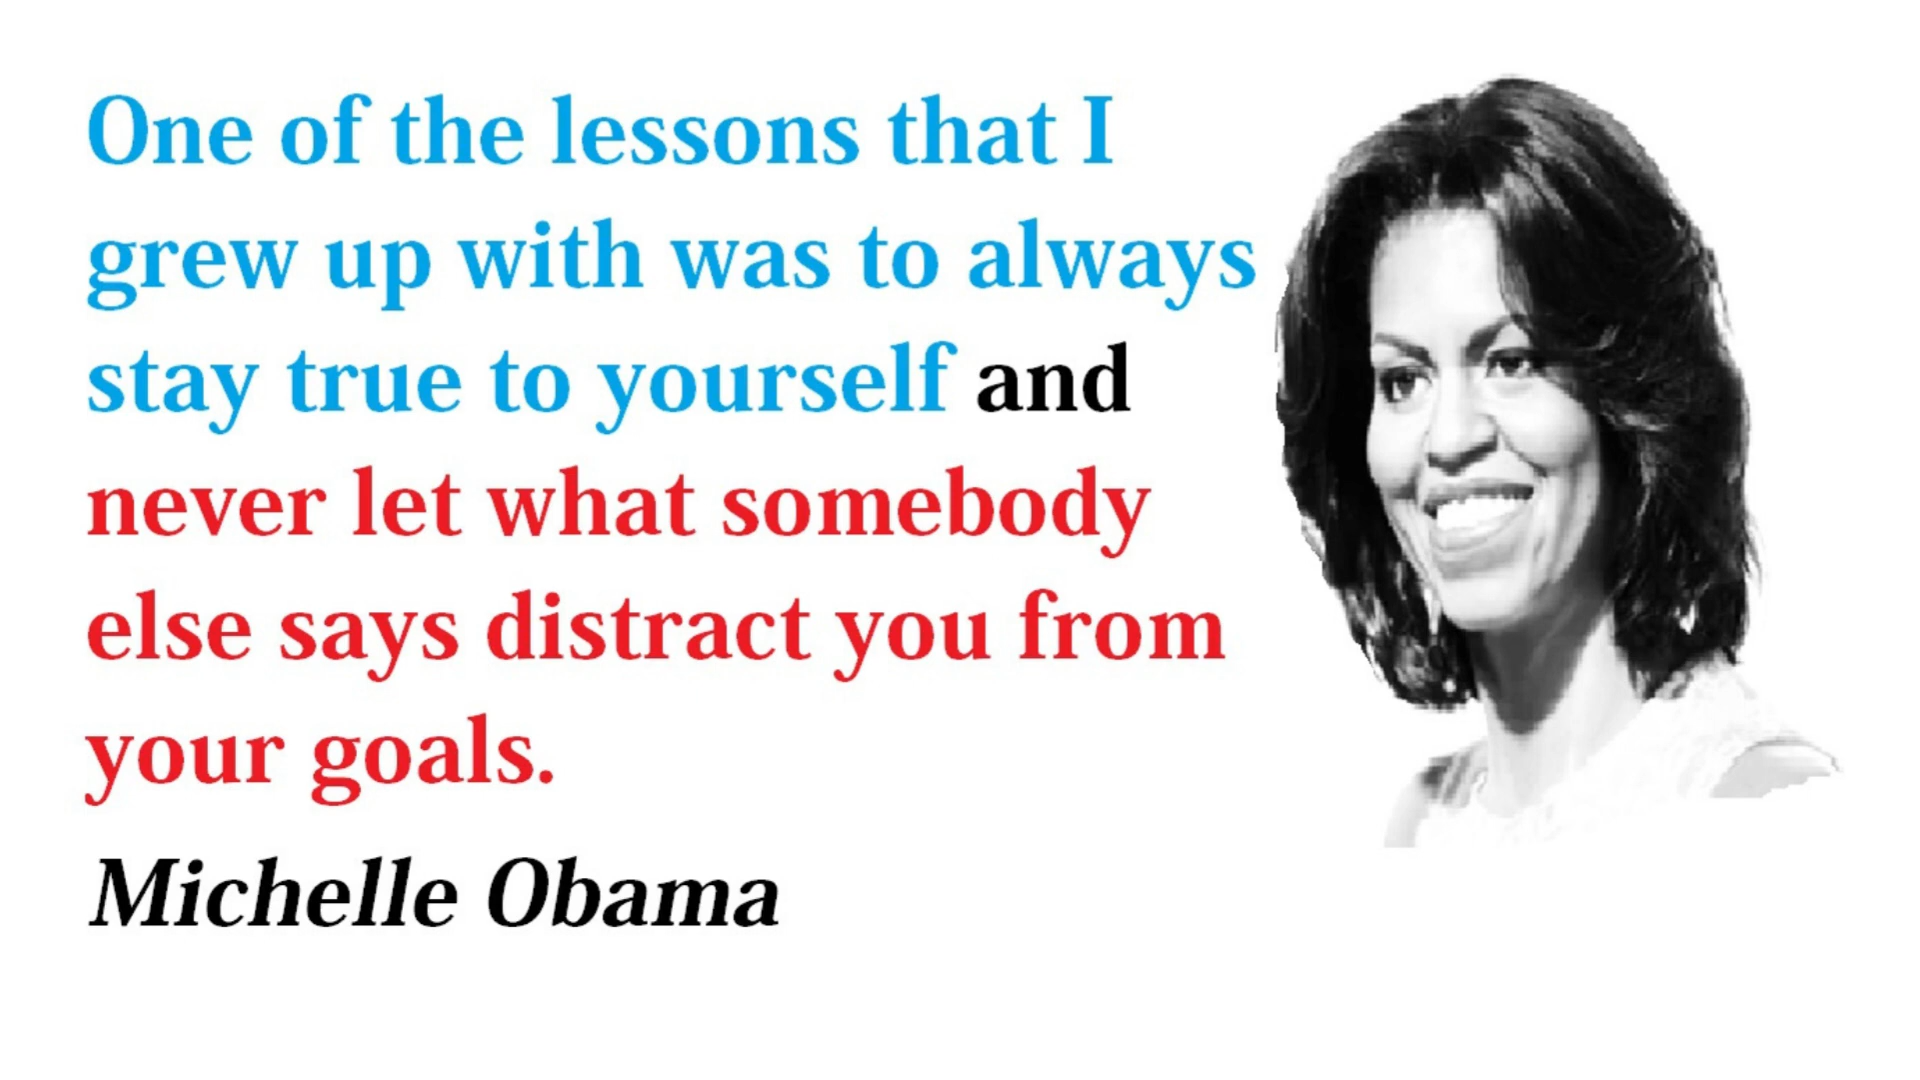 One of the lessons that I
grew up with was to always
stay true to yourself and
never let what somebody
else says distract you from
your goals.
Michelle Obama